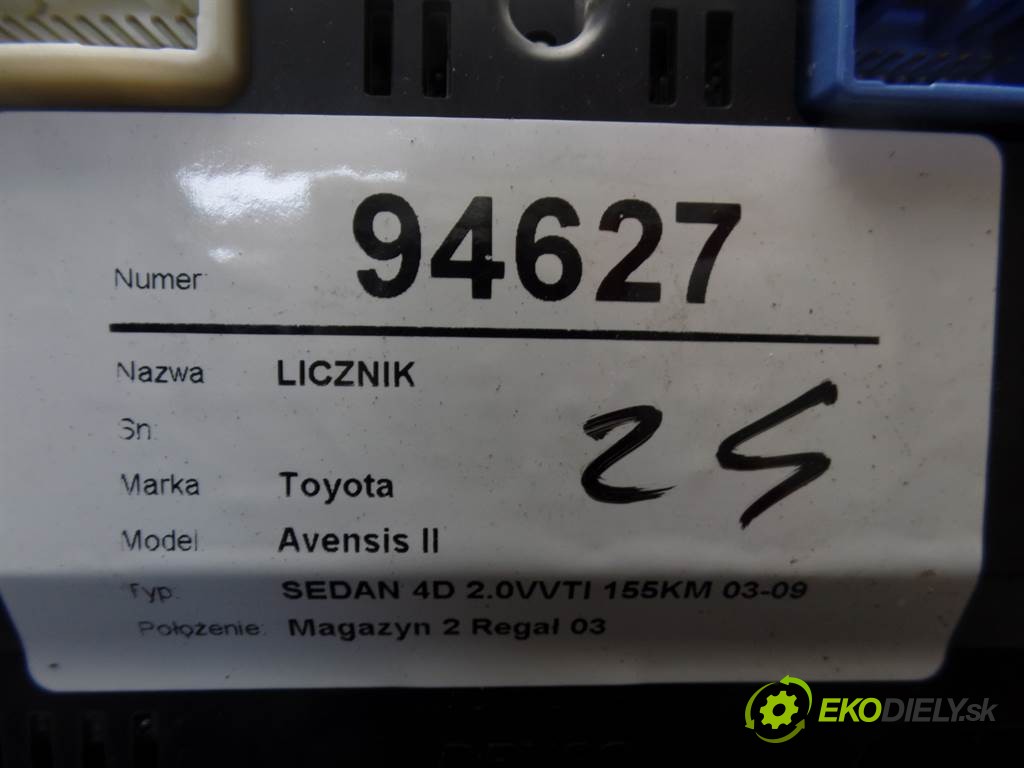 Numer: 94627
Nazwa LICZNIK
Sn:
Marka Toyota
Model Avensis II
Typ: SEDAN 4D 2.0VVTI 155KM 03-09
Położenie: Magazyn 2 Regał 03
25
EKODIELY.sk